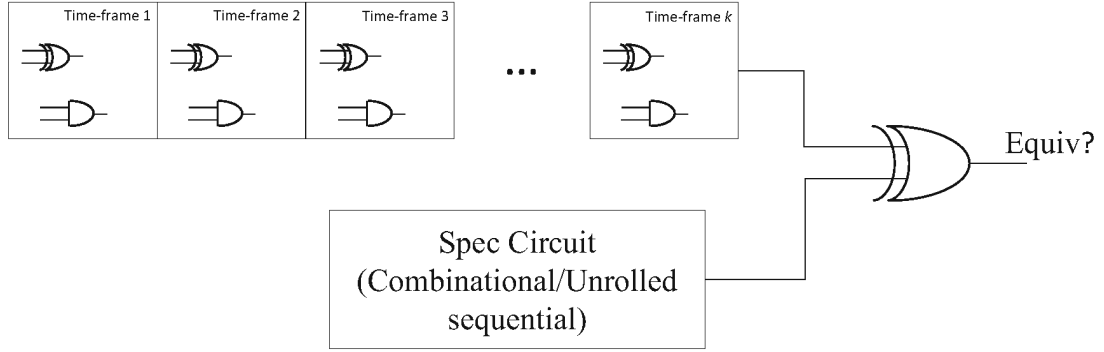 Time-frame 1
Time-frame 2
Time-frame 3
Time-frame k
...
Equiv?
Spec Circuit
(Combinational/Unrolled
sequential)